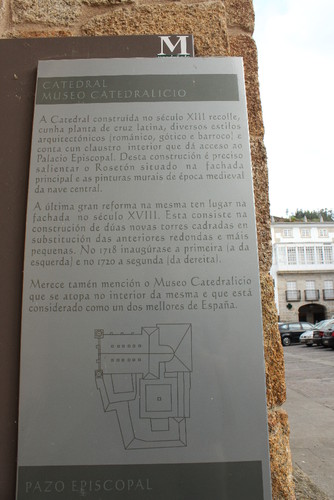 M
CATEDRAL
MUSEO CATEDRALICIO
A Catedral construída no século XIII recolle,
cunha planta de cruz latina, diversos estilos
arquitectónicos (románico, gótico e barroco) e
conta cun claustro interior que dá acceso ao
Palacio Episcopal. Desta construción é preciso
salientar o Rosetón situado na fachada
principal e as pinturas murais de época medieval
da nave central.
A última gran reforma na mesma ten lugar na
fachada no século XVIII. Esta consiste na
construcion de dúas novas torres cadradas en
substitución das anteriores redondas e máis
pequenas. No 1718 inaugúrase a primeira (a da
esquerda) e no 1720 a segunda (da dereita).
Merece tamén mención o Museo Catedralicio
que se atopa no interior da mesma e que está
considerado como un dos mellores de España.
PAZO EPISCOPAL